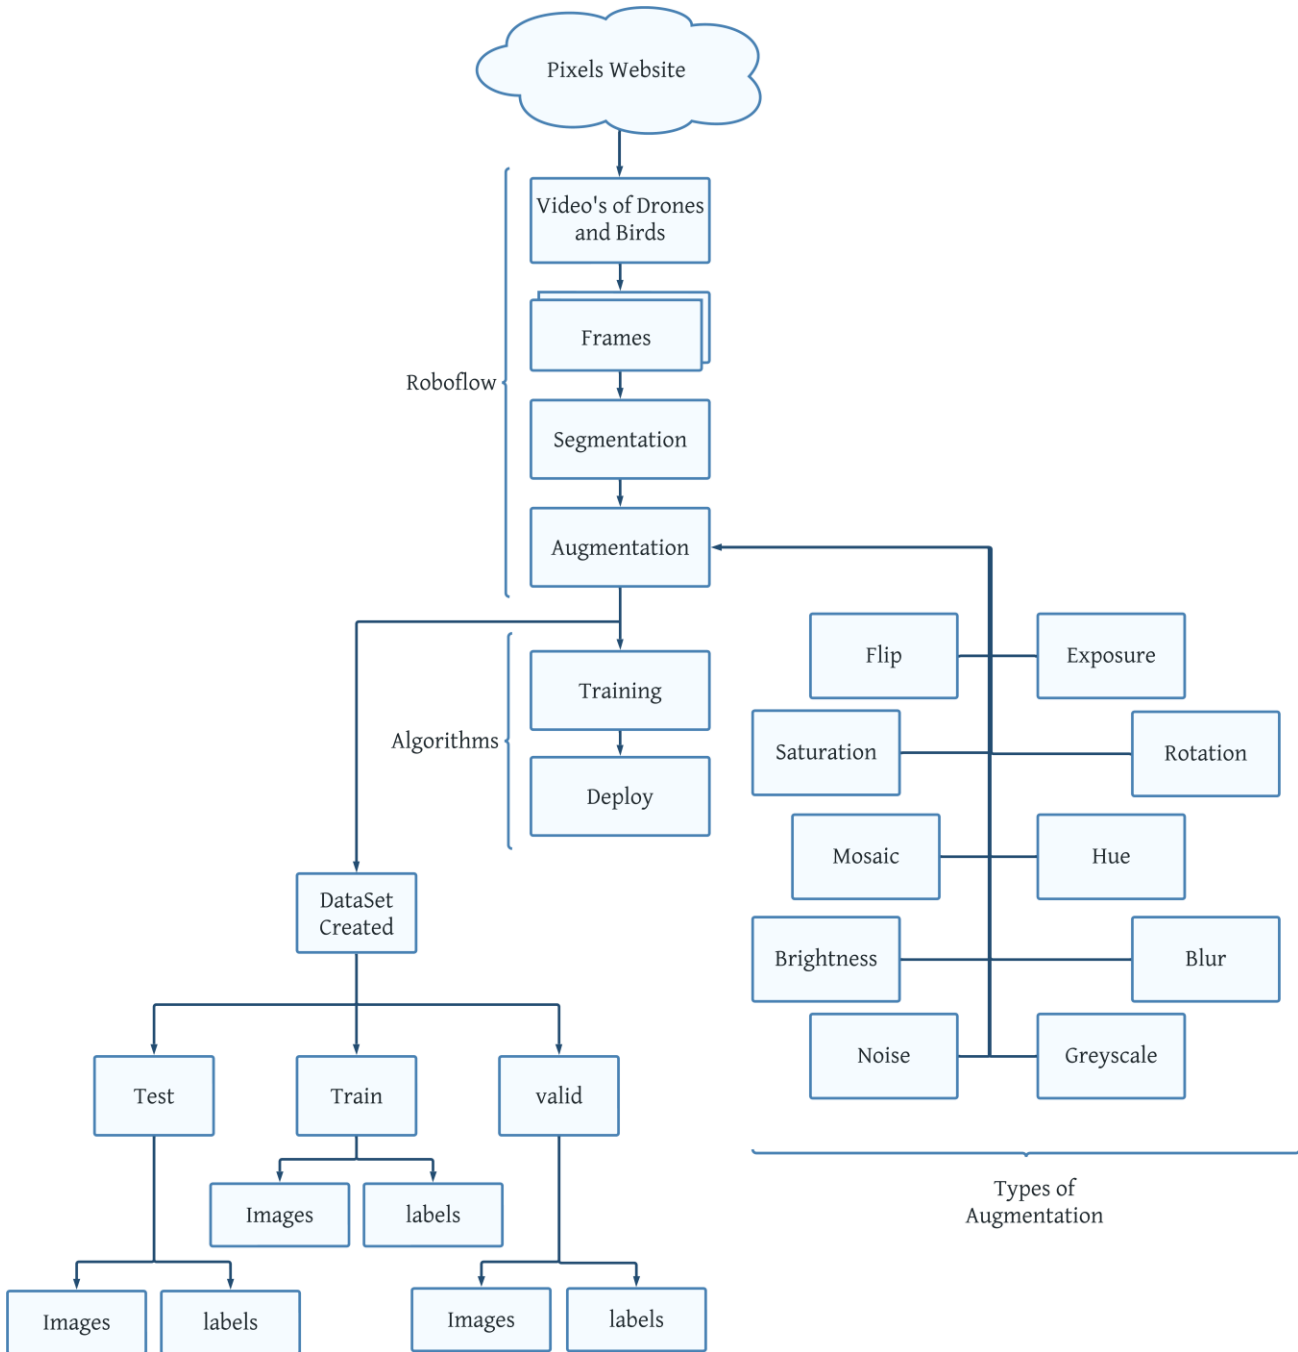 Pixels Website
Video's of Drones
and Birds
Frames
Roboflow
Segmentation
Augmentation
Flip
Exposure
Training
Saturation
Rotation
Algorithms
Deploy
Mosaic
Hue
DataSet
Created
Brightness
Blur
Noise
Greyscale
Test
Train
valid
Images
labels
Types of
Augmentation
Images
labels
Images
labels